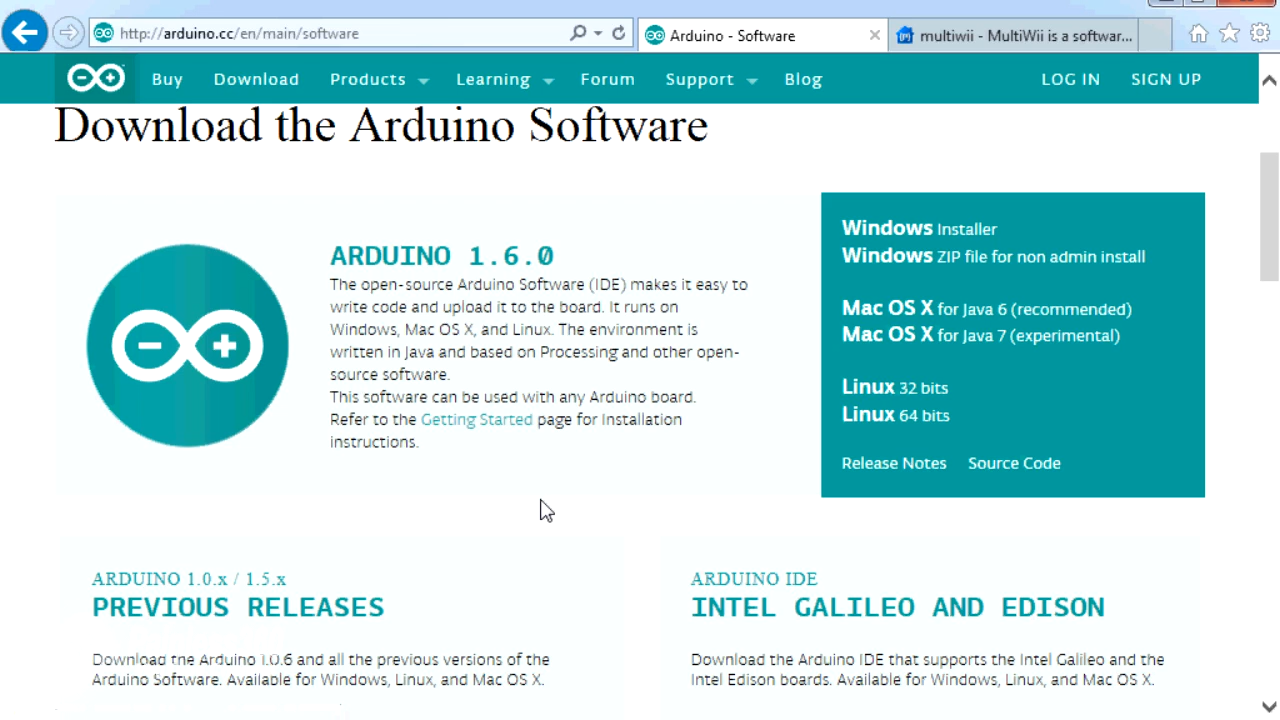 http://arduino.cc/en/main/software
Arduino - Software
multiwii - MultiWii is a softwar...
Buy Download Products Learning Forum Support Blog LOG IN SIGN UP
Download the Arduino Software
ARDUINO 1.6.0
The open-source Arduino Software (IDE) makes it easy to
write code and upload it to the board. It runs on
Windows, Mac OS X, and Linux. The environment is
written in Java and based on Processing and other open-
source software.
This software can be used with any Arduino board.
Refer to the Getting Started page for Installation
instructions.
Windows Installer
Windows ZIP file for non admin install
Mac OS X for Java 6 (recommended)
Mac OS X for Java 7 (experimental)
Linux 32 bits
Linux 64 bits
Release Notes Source Code
ARDUINO 1.0.x / 1.5.x
PREVIOUS RELEASES
Download the Arduino 1.0.6 and all the previous versions of the
Arduino Software. Available for Windows, Linux, and Mac OS X.
ARDUINO IDE
INTEL GALILEO AND EDISON
Download the Arduino IDE that supports the Intel Galileo and the
Intel Edison boards. Available for Windows, Linux, and Mac OS X.